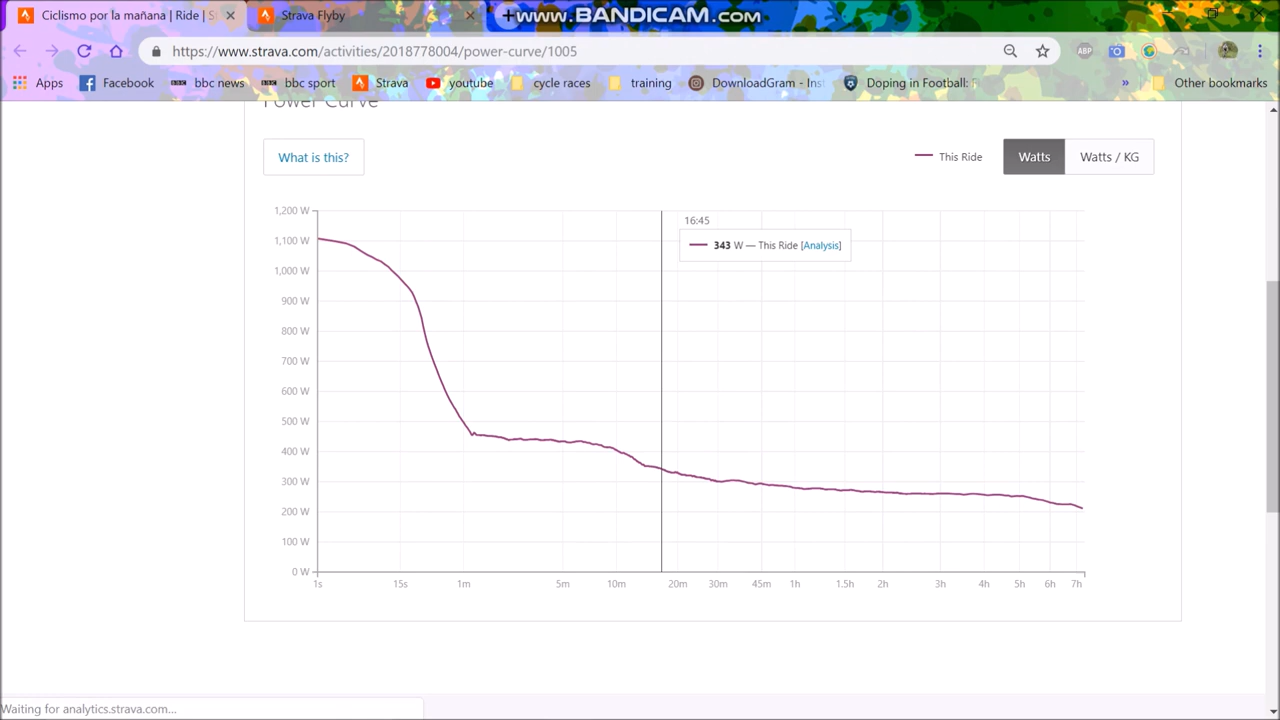 Ciclismo por la mañana | Ride | S
Strava Flyby
www.BANDICAM.com
https://www.strava.com/activities/2018778004/power-curve/1005
ABP
Apps
Facebook
BBC bbc news
BBC bbc sport
Strava
youtube
cycle races
training
DownloadGram - Inst
Doping in Football:
»
Other bookmarks
Power Curve
What is this?
This Ride
Watts
Watts / KG
16:45
343 W — This Ride [Analysis]
1,200 W
1,100 W
1,000 W
900 W
800 W
700 W
600 W
500 W
400 W
300 W
200 W
100 W
0 W
1s 15s 1m 5m 10m 20m 30m 45m 1h 1.5h 2h 3h 4h 5h 6h 7h
Waiting for analytics.strava.com...